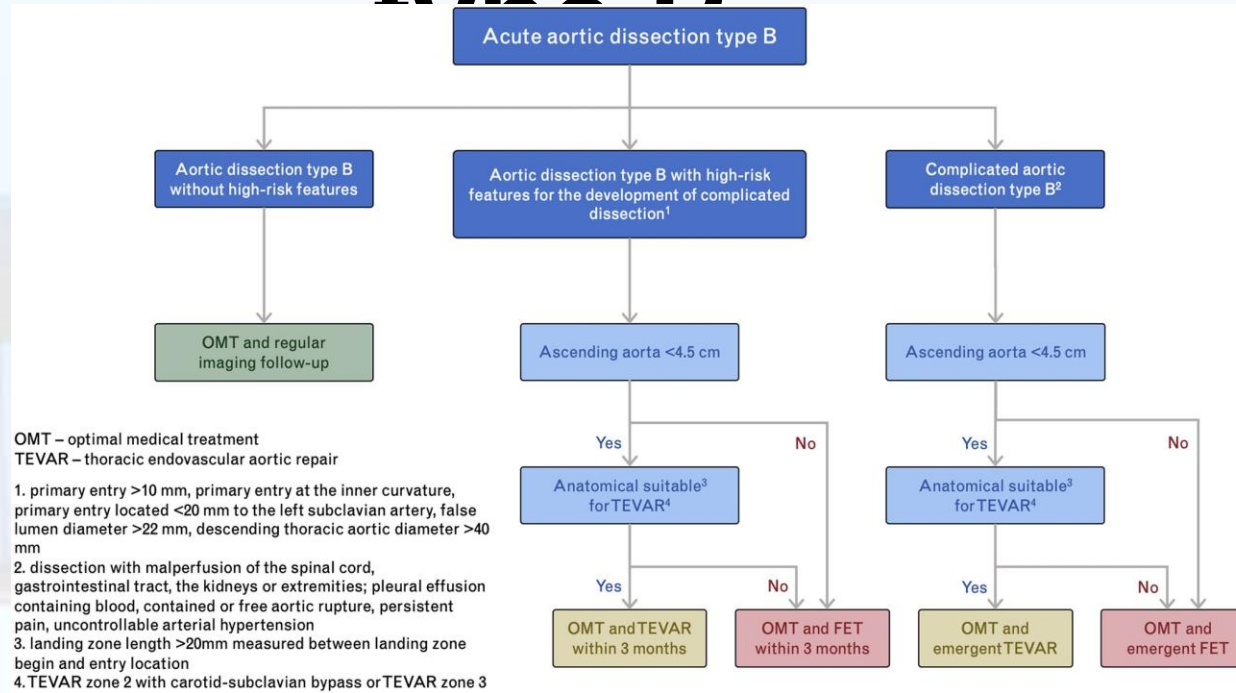 Acute aortic dissection type B
Aortic dissection type B
without high-risk features
Aortic dissection type B with high-risk
features for the development of complicated
dissection¹
Complicated aortic
dissection type B²
OMT and regular
imaging follow-up
Ascending aorta <4.5 cm
Ascending aorta <4.5 cm
Yes
No
Yes
No
Anatomical suitable³
for TEVAR⁴
Anatomical suitable³
for TEVAR⁴
Yes
No
Yes
No
OMT and TEVAR
within 3 months
OMT and FET
within 3 months
OMT and
emergent TEVAR
OMT and
emergent FET
OMT – optimal medical treatment
TEVAR – thoracic endovascular aortic repair
1. primary entry >10 mm, primary entry at the inner curvature,
primary entry located <20 mm to the left subclavian artery, false
lumen diameter >22 mm, descending thoracic aortic diameter >40
mm
2. dissection with malperfusion of the spinal cord,
gastrointestinal tract, the kidneys or extremities; pleural effusion
containing blood, contained or free aortic rupture, persistent
pain, uncontrollable arterial hypertension
3. landing zone length >20mm measured between landing zone
begin and entry location
4. TEVAR zone 2 with carotid-subclavian bypass or TEVAR zone 3